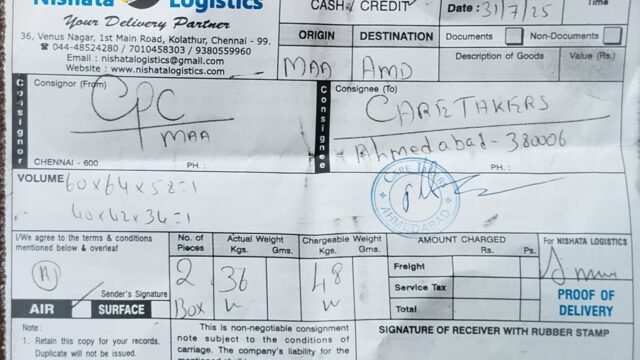 Nishata Logistics
Your Delivery Partner
36, Venus Nagar, 1st Main Road, Kolathur, Chennai - 99.
044-48524280 / 7010458303 / 9380559960
Email : nishatalogistics@gmail.com
Website : www.nishatalogistics.com
CASH / CREDIT
Date : 31/7/25
Time
ORIGIN
DESTINATION
Documents
Non-Documents
MAA
AMD
Description of Goods
Value (Rs.)
Consignor
Consignor (From)
CPC
MAA
CHENNAI - 600
PH. :
Consignee
Consignee (To)
CARETAKERS
Ahmedabad - 380006
PH. :
VOLUME
60x64x52=1
40x42x34=1
AHMEDABAD
I/We agree to the terms & conditions
mentioned below & overleaf
Sender's Signature
AIR
SURFACE
No. of
Pieces
Actual Weight
Kgs. Gms.
Chargeable Weight
Kgs. Gms.
2
Box
36
48
AMOUNT CHARGED
Rs. Ps.
Freight
Service Tax
Total
For NISHATA LOGISTICS
PROOF OF
DELIVERY
Note :
1. Retain this copy for your records.
Duplicate will not be issued.
This is non-negotiable consignment
note subject to the conditions of
carriage. The company's liability for the
SIGNATURE OF RECEIVER WITH RUBBER STAMP